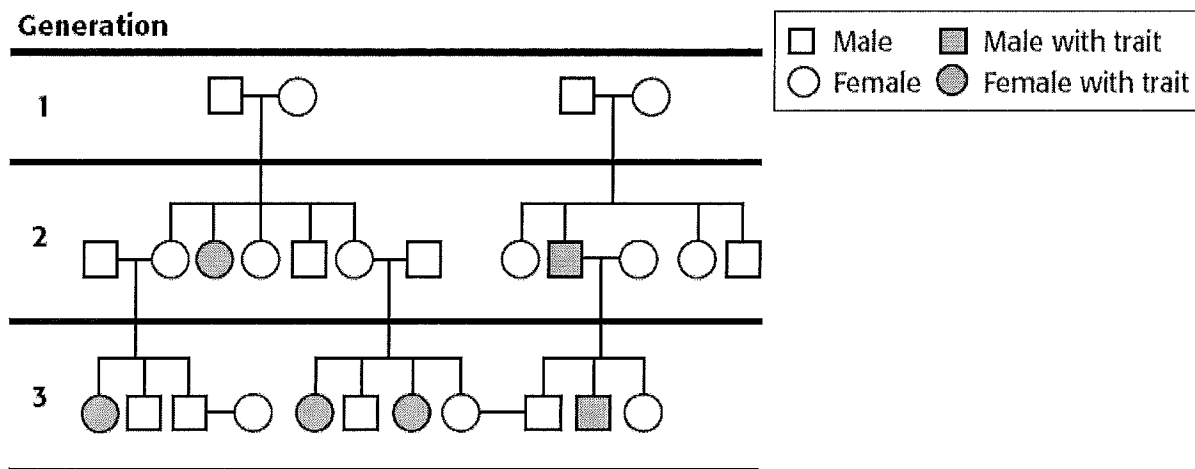 Generation
Male Male with trait
Female Female with trait
1
2
3